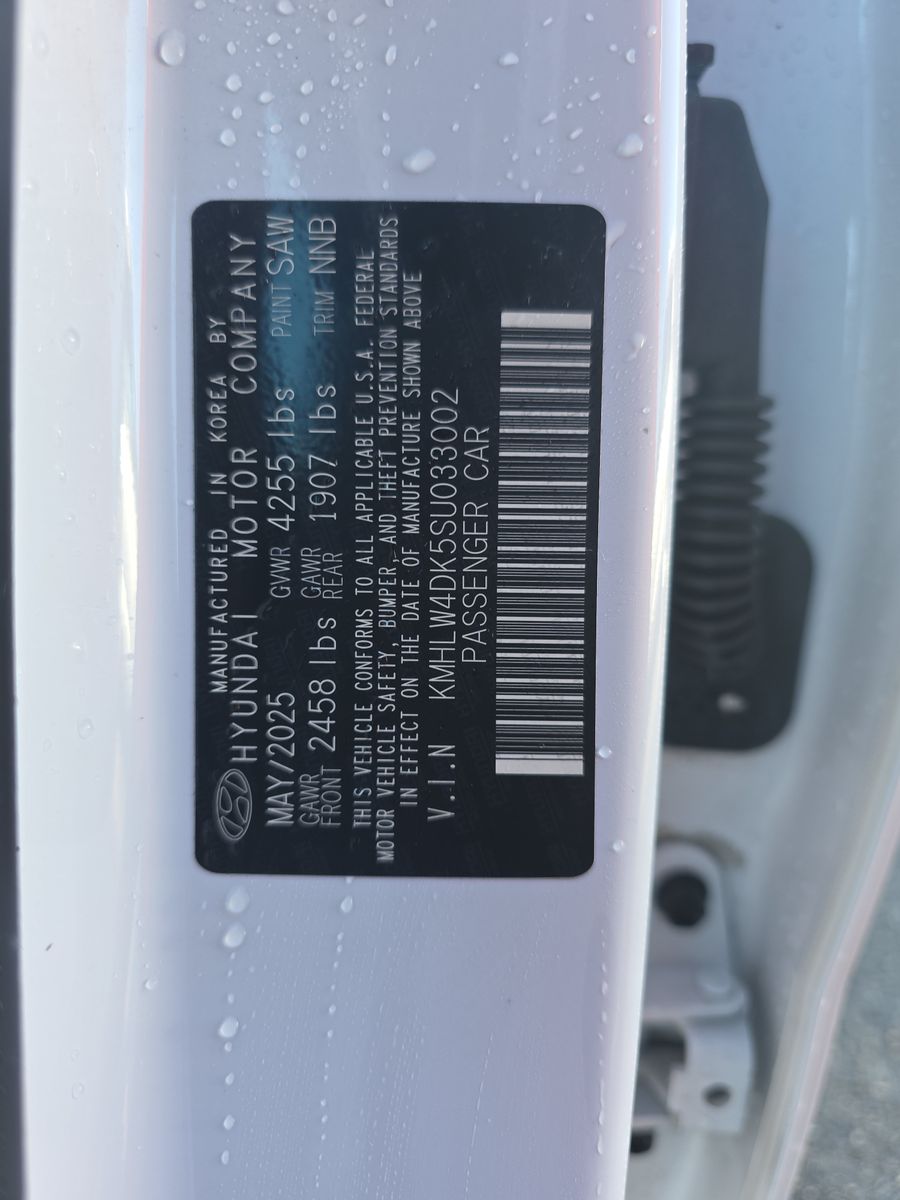 MANUFACTURED IN KOREA BY
HYUNDAI MOTOR COMPANY
MAY/2025 GVWR 4255 lbs PAINT SAW
GAWR FRONT 2458 lbs GAWR REAR 1907 lbs TRIM NNB
THIS VEHICLE CONFORMS TO ALL APPLICABLE U.S.A. FEDERAL
MOTOR VEHICLE SAFETY, BUMPER, AND THEFT PREVENTION STANDARDS
IN EFFECT ON THE DATE OF MANUFACTURE SHOWN ABOVE
V.I.N KMHLW4DK5SU033002
PASSENGER CAR